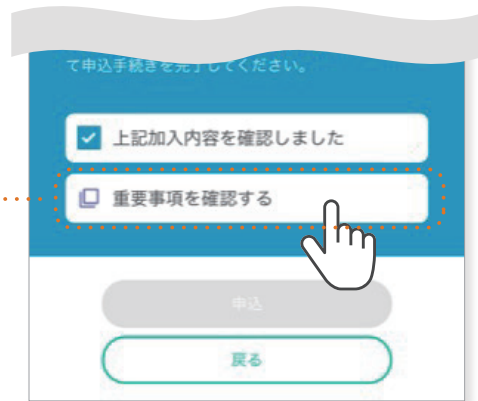 て申込手続きを完了してください。
上記加入内容を確認しました
重要事項を確認する
申込
戻る